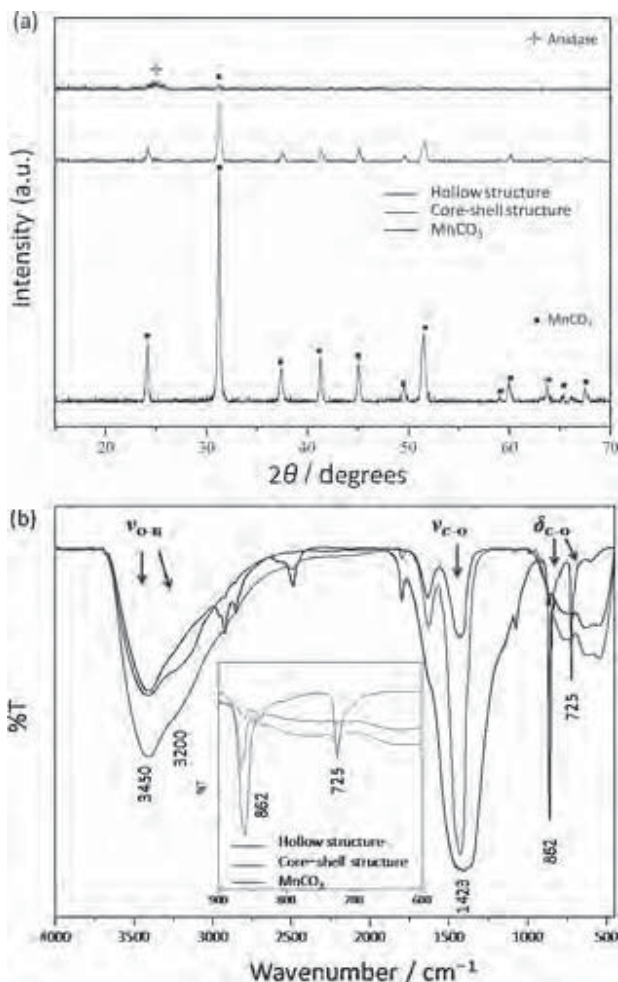 (a)
Anatase
Intensity (a.u.)
Hollow structure
Core-shell structure
MnCO3
MnCO3
20 30 40 50 60 70
2θ / degrees
(b)
νO-H
νC-O
δC-O
%T
3450
3200
1423
862
725
%T
862
725
Hollow structure
Core-shell structure
MnCO3
900 800 700 600
4000 3500 3000 2500 2000 1500 1000 500
Wavenumber / cm⁻¹